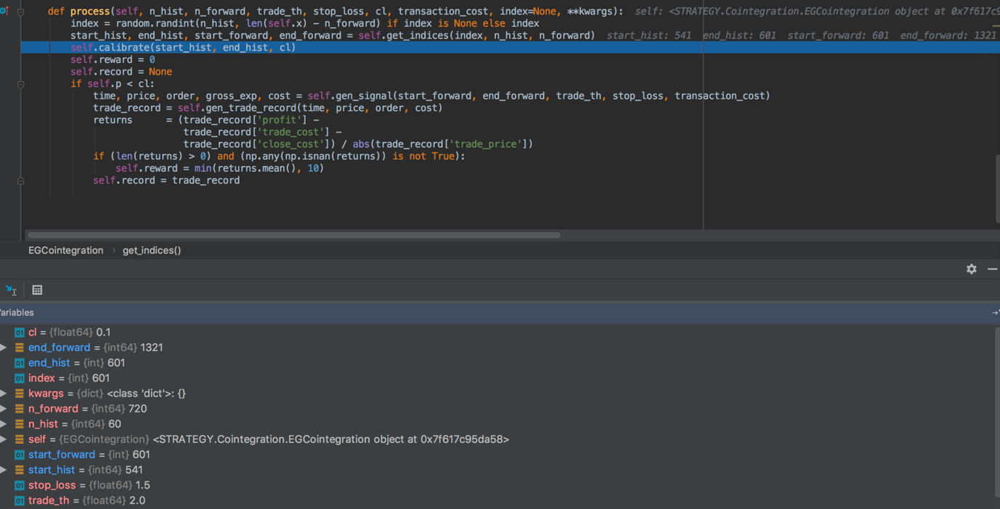 def process(self, n_hist, n_forward, trade_th, stop_loss, cl, transaction_cost, index=None, **kwargs):  self: <STRATEGY.Cointegration.EGCointegration object at 0x7f617c9
index = random.randint(n_hist, len(self.x) - n_forward) if index is None else index
start_hist, end_hist, start_forward, end_forward = self.get_indices(index, n_hist, n_forward)  start_hist: 541  end_hist: 601  start_forward: 601  end_forward: 1321
self.calibrate(start_hist, end_hist, cl)
self.reward = 0
self.record = None
if self.p < cl:
time, price, order, gross_exp, cost = self.gen_signal(start_forward, end_forward, trade_th, stop_loss, transaction_cost)
trade_record = self.gen_trade_record(time, price, order, cost)
returns      = (trade_record['profit'] -
trade_record['trade_cost'] -
trade_record['close_cost']) / abs(trade_record['trade_price'])
if (len(returns) > 0) and (np.any(np.isnan(returns)) is not True):
self.reward = min(returns.mean(), 10)
self.record = trade_record
EGCointegration › get_indices()
ariables
cl = {float64} 0.1
end_forward = {int64} 1321
end_hist = {int} 601
index = {int} 601
kwargs = {dict} <class 'dict'>: {}
n_forward = {int64} 720
n_hist = {int64} 60
self = {EGCointegration} <STRATEGY.Cointegration.EGCointegration object at 0x7f617c95da58>
start_forward = {int} 601
start_hist = {int64} 541
stop_loss = {float64} 1.5
trade_th = {float64} 2.0